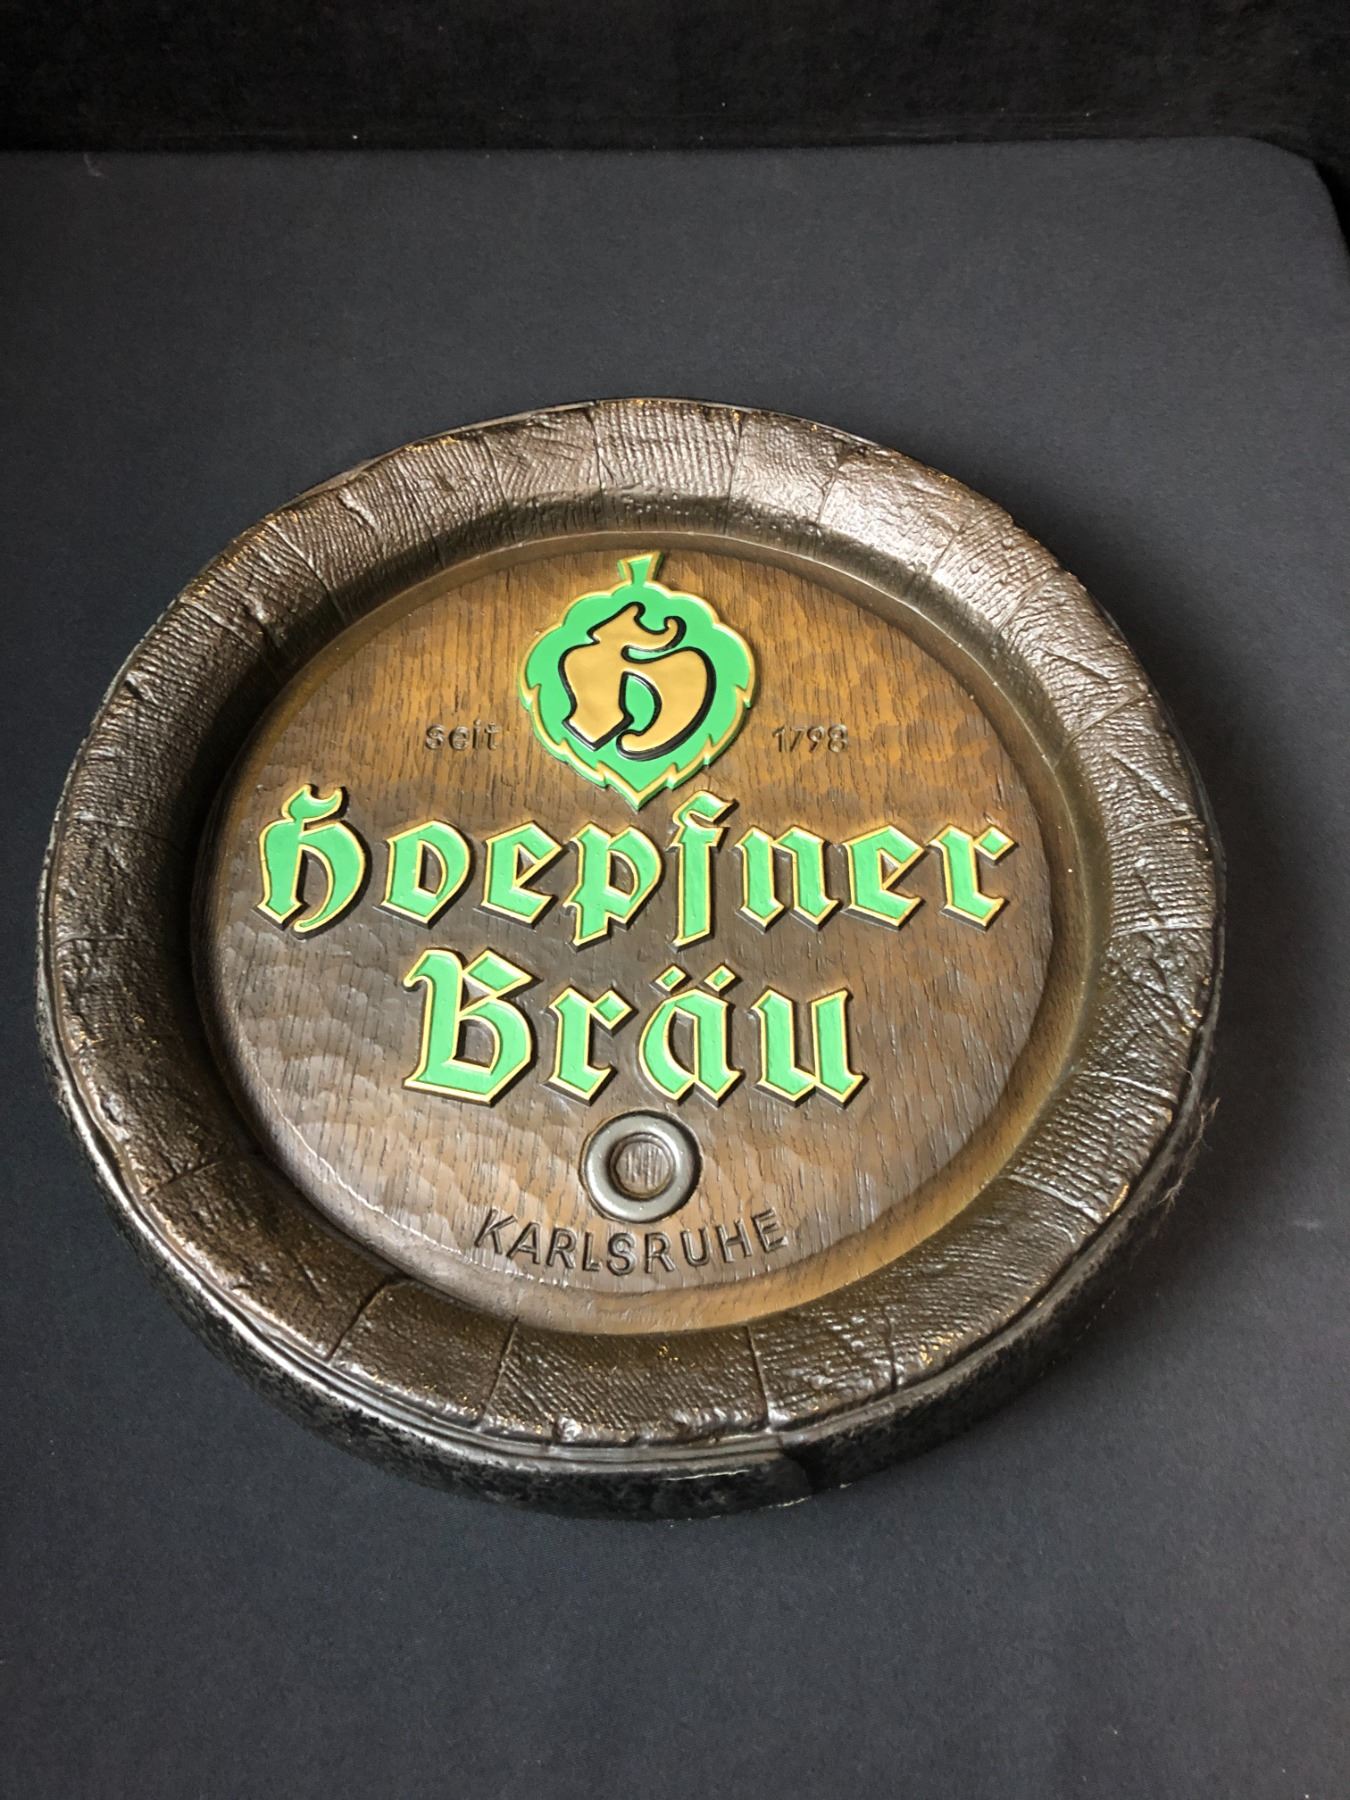 H
seit 1798
Hoepfner
Bräu
KARLSRUHE